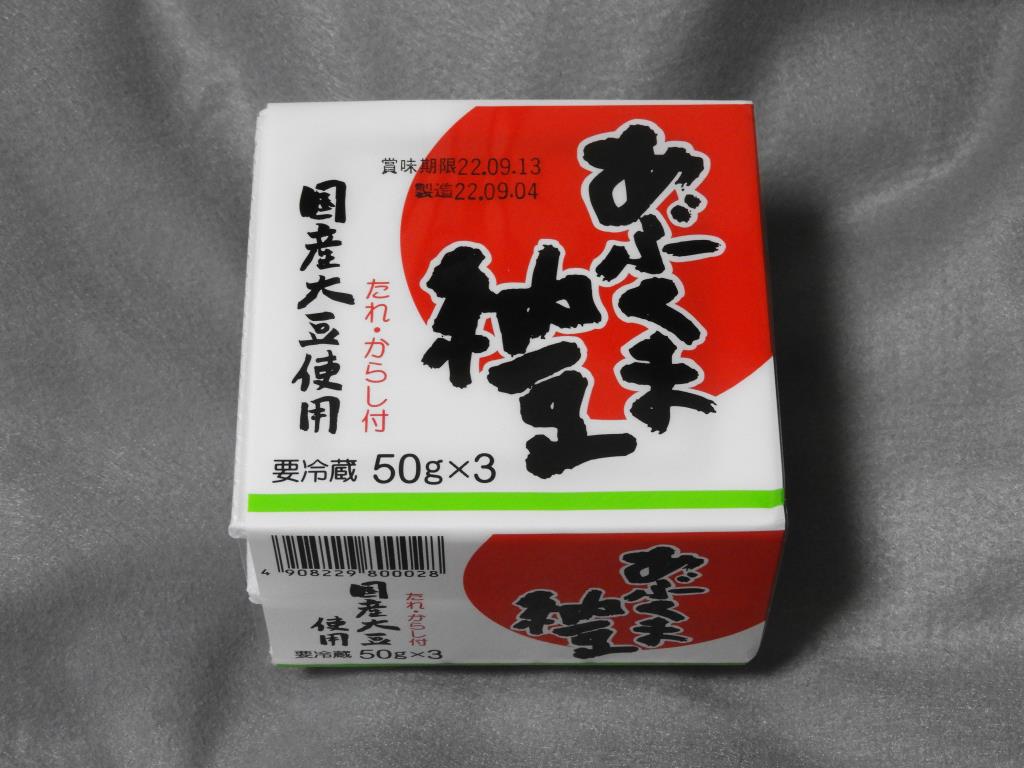 あぶくま
納豆
賞味期限22.09.13
製造22.09.04
たれ・からし付
国産大豆使用
要冷蔵 50g×3
4 908229 800028
あぶくま
納豆
たれ・からし付
国産大豆
使用
要冷蔵 50g×3